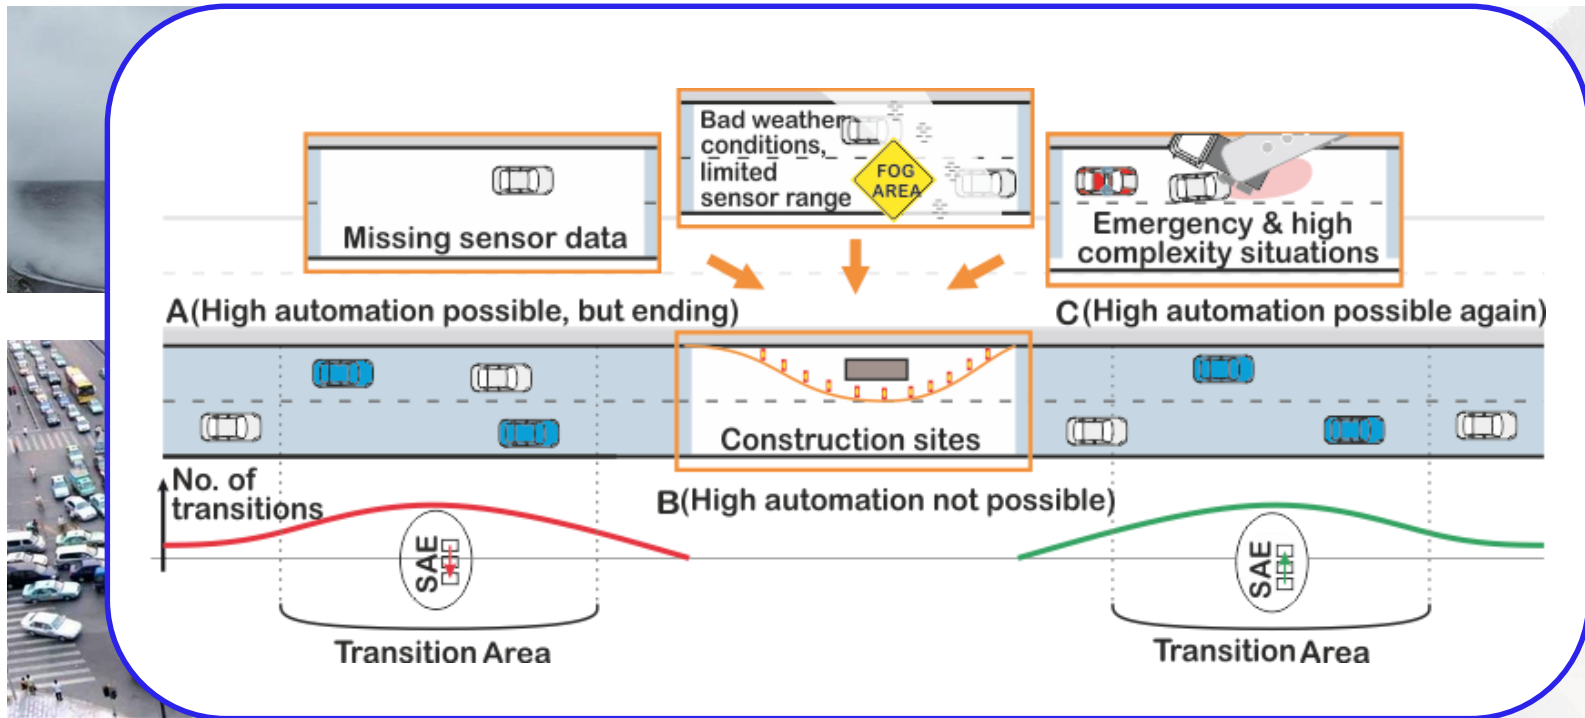 Bad weather
conditions,
limited
sensor range
FOG
AREA
Missing sensor data
Emergency & high
complexity situations
A(High automation possible, but ending)
C(High automation possible again)
Construction sites
No. of
transitions
B(High automation not possible)
SAE
SAE
Transition Area
Transition Area